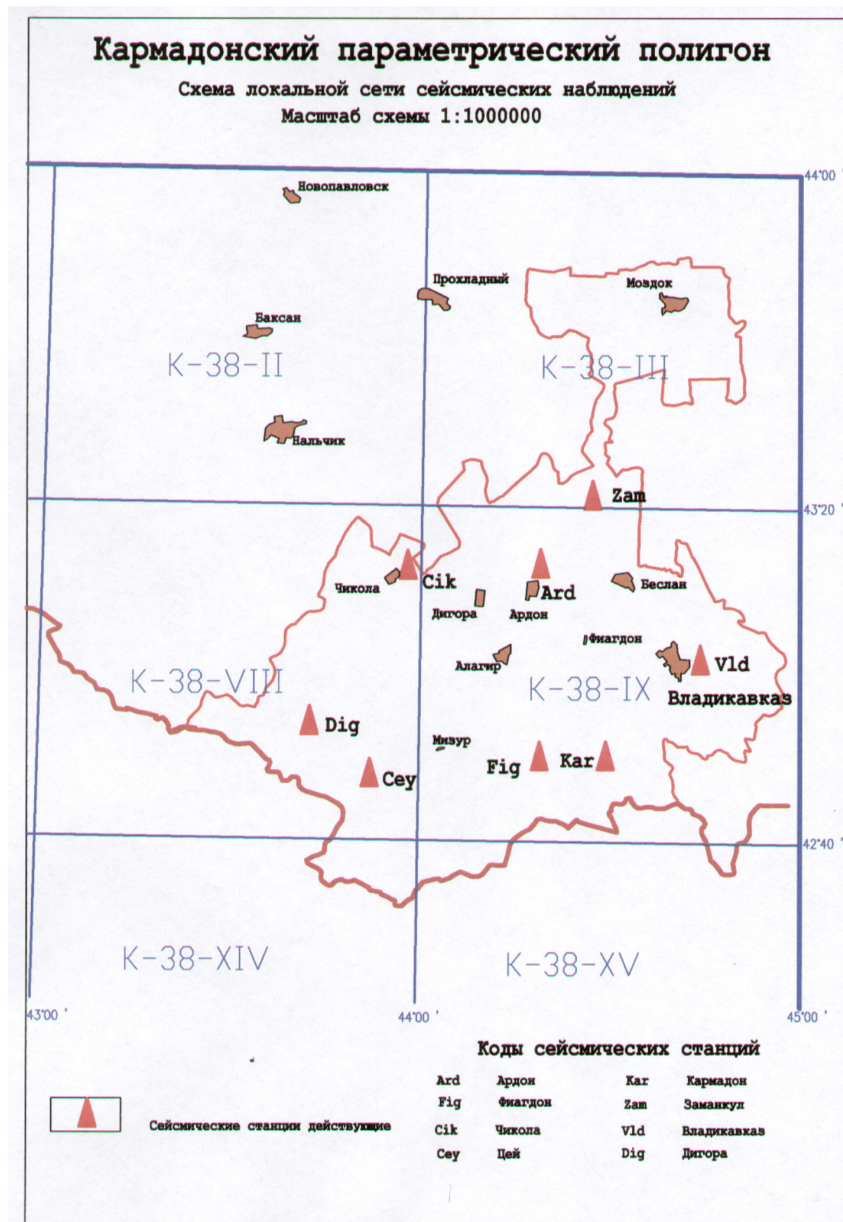 Кармадонский параметрический полигон
Схема локальной сети сейсмических наблюдений
Масштаб схемы 1:1000000
44°00 '
Новопавловск
Прохладный
Моздок
Баксан
К-38-II
К-38-III
Нальчик
Zam
43°20 '
Чикола
Cik
Дигора
Ардон
Ard
Беслан
Фиагдон
Алагир
Vld
К-38-VIII
К-38-IX
Владикавказ
Dig
Мизур
Fig
Kar
Cey
42°40 '
К-38-XIV
К-38-XV
43°00 '
44°00 '
45°00 '
Коды сейсмических станций
Ard Ардон Kar Кармадон
Fig Фиагдон Zam Заманкул
Cik Чикола Vld Владикавказ
Cey Цей Dig Дигора
Сейсмические станции действующие